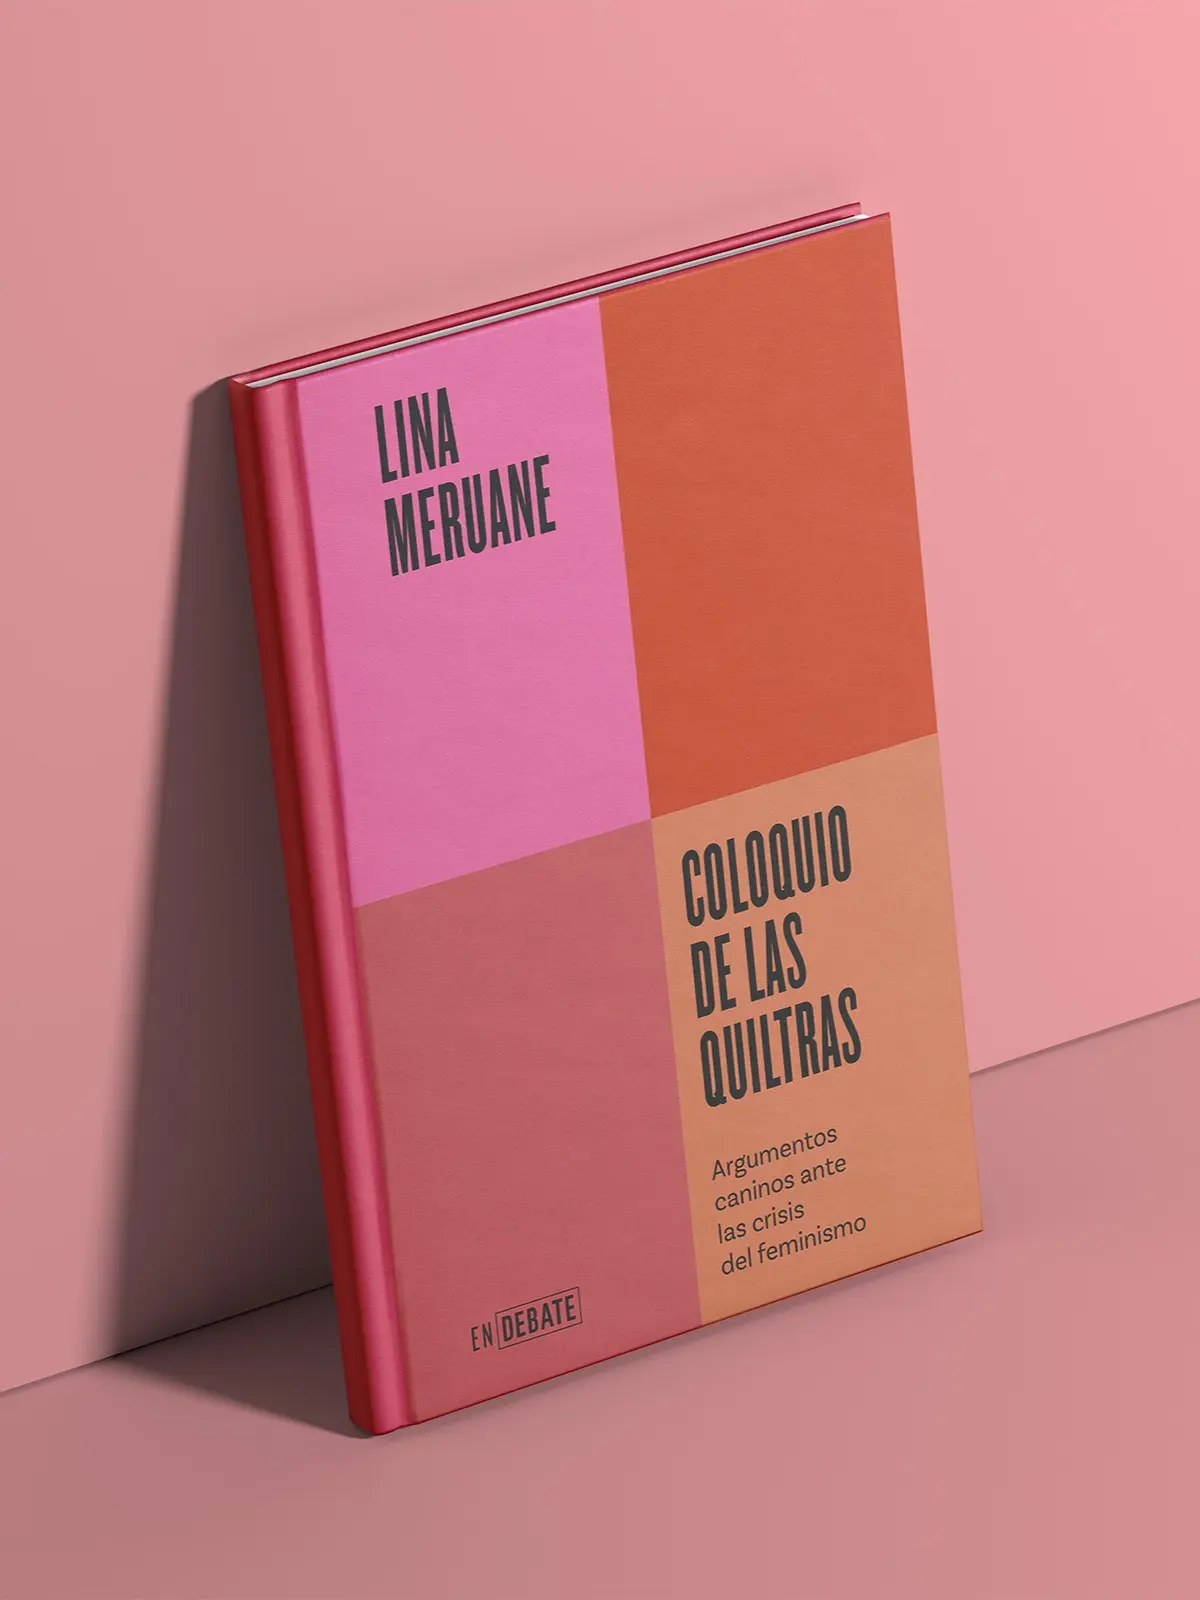 LINA
MERUANE
COLOQUIO
DE LAS
QUILTRAS
Argumentos
caninos ante
las crisis
del feminismo
EN DEBATE